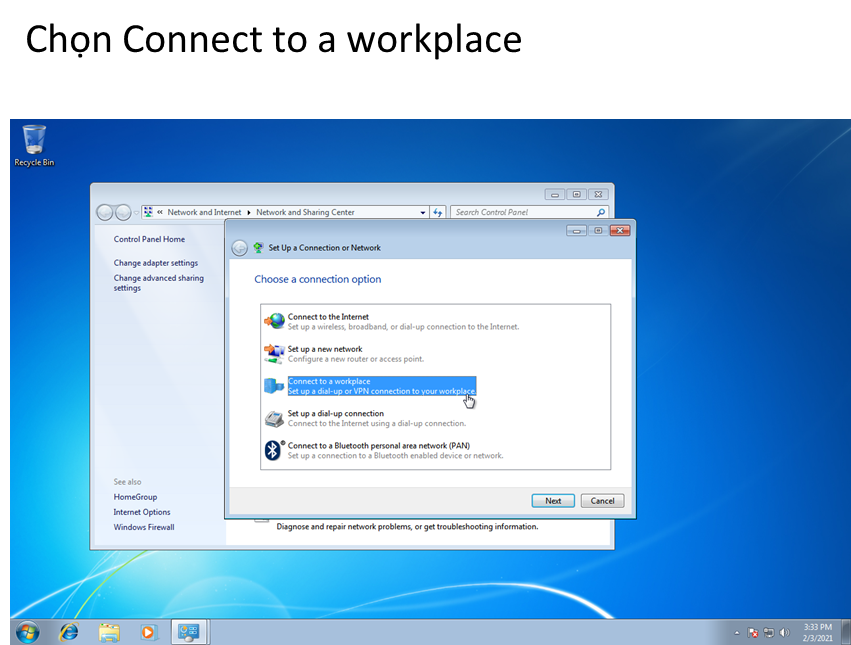 Chọn Connect to a workplace
Recycle Bin
« Network and Internet Network and Sharing Center
Search Control Panel
Control Panel Home
Change adapter settings
Change advanced sharing
settings
See also
HomeGroup
Internet Options
Windows Firewall
Set Up a Connection or Network
Choose a connection option
Connect to the Internet
Set up a wireless, broadband, or dial-up connection to the Internet.
Set up a new network
Configure a new router or access point.
Connect to a workplace
Set up a dial-up or VPN connection to your workplace.
Set up a dial-up connection
Connect to the Internet using a dial-up connection.
Connect to a Bluetooth personal area network (PAN)
Set up a connection to a Bluetooth enabled device or network.
Next Cancel
Diagnose and repair network problems, or get troubleshooting information.
3:33 PM
2/3/2021